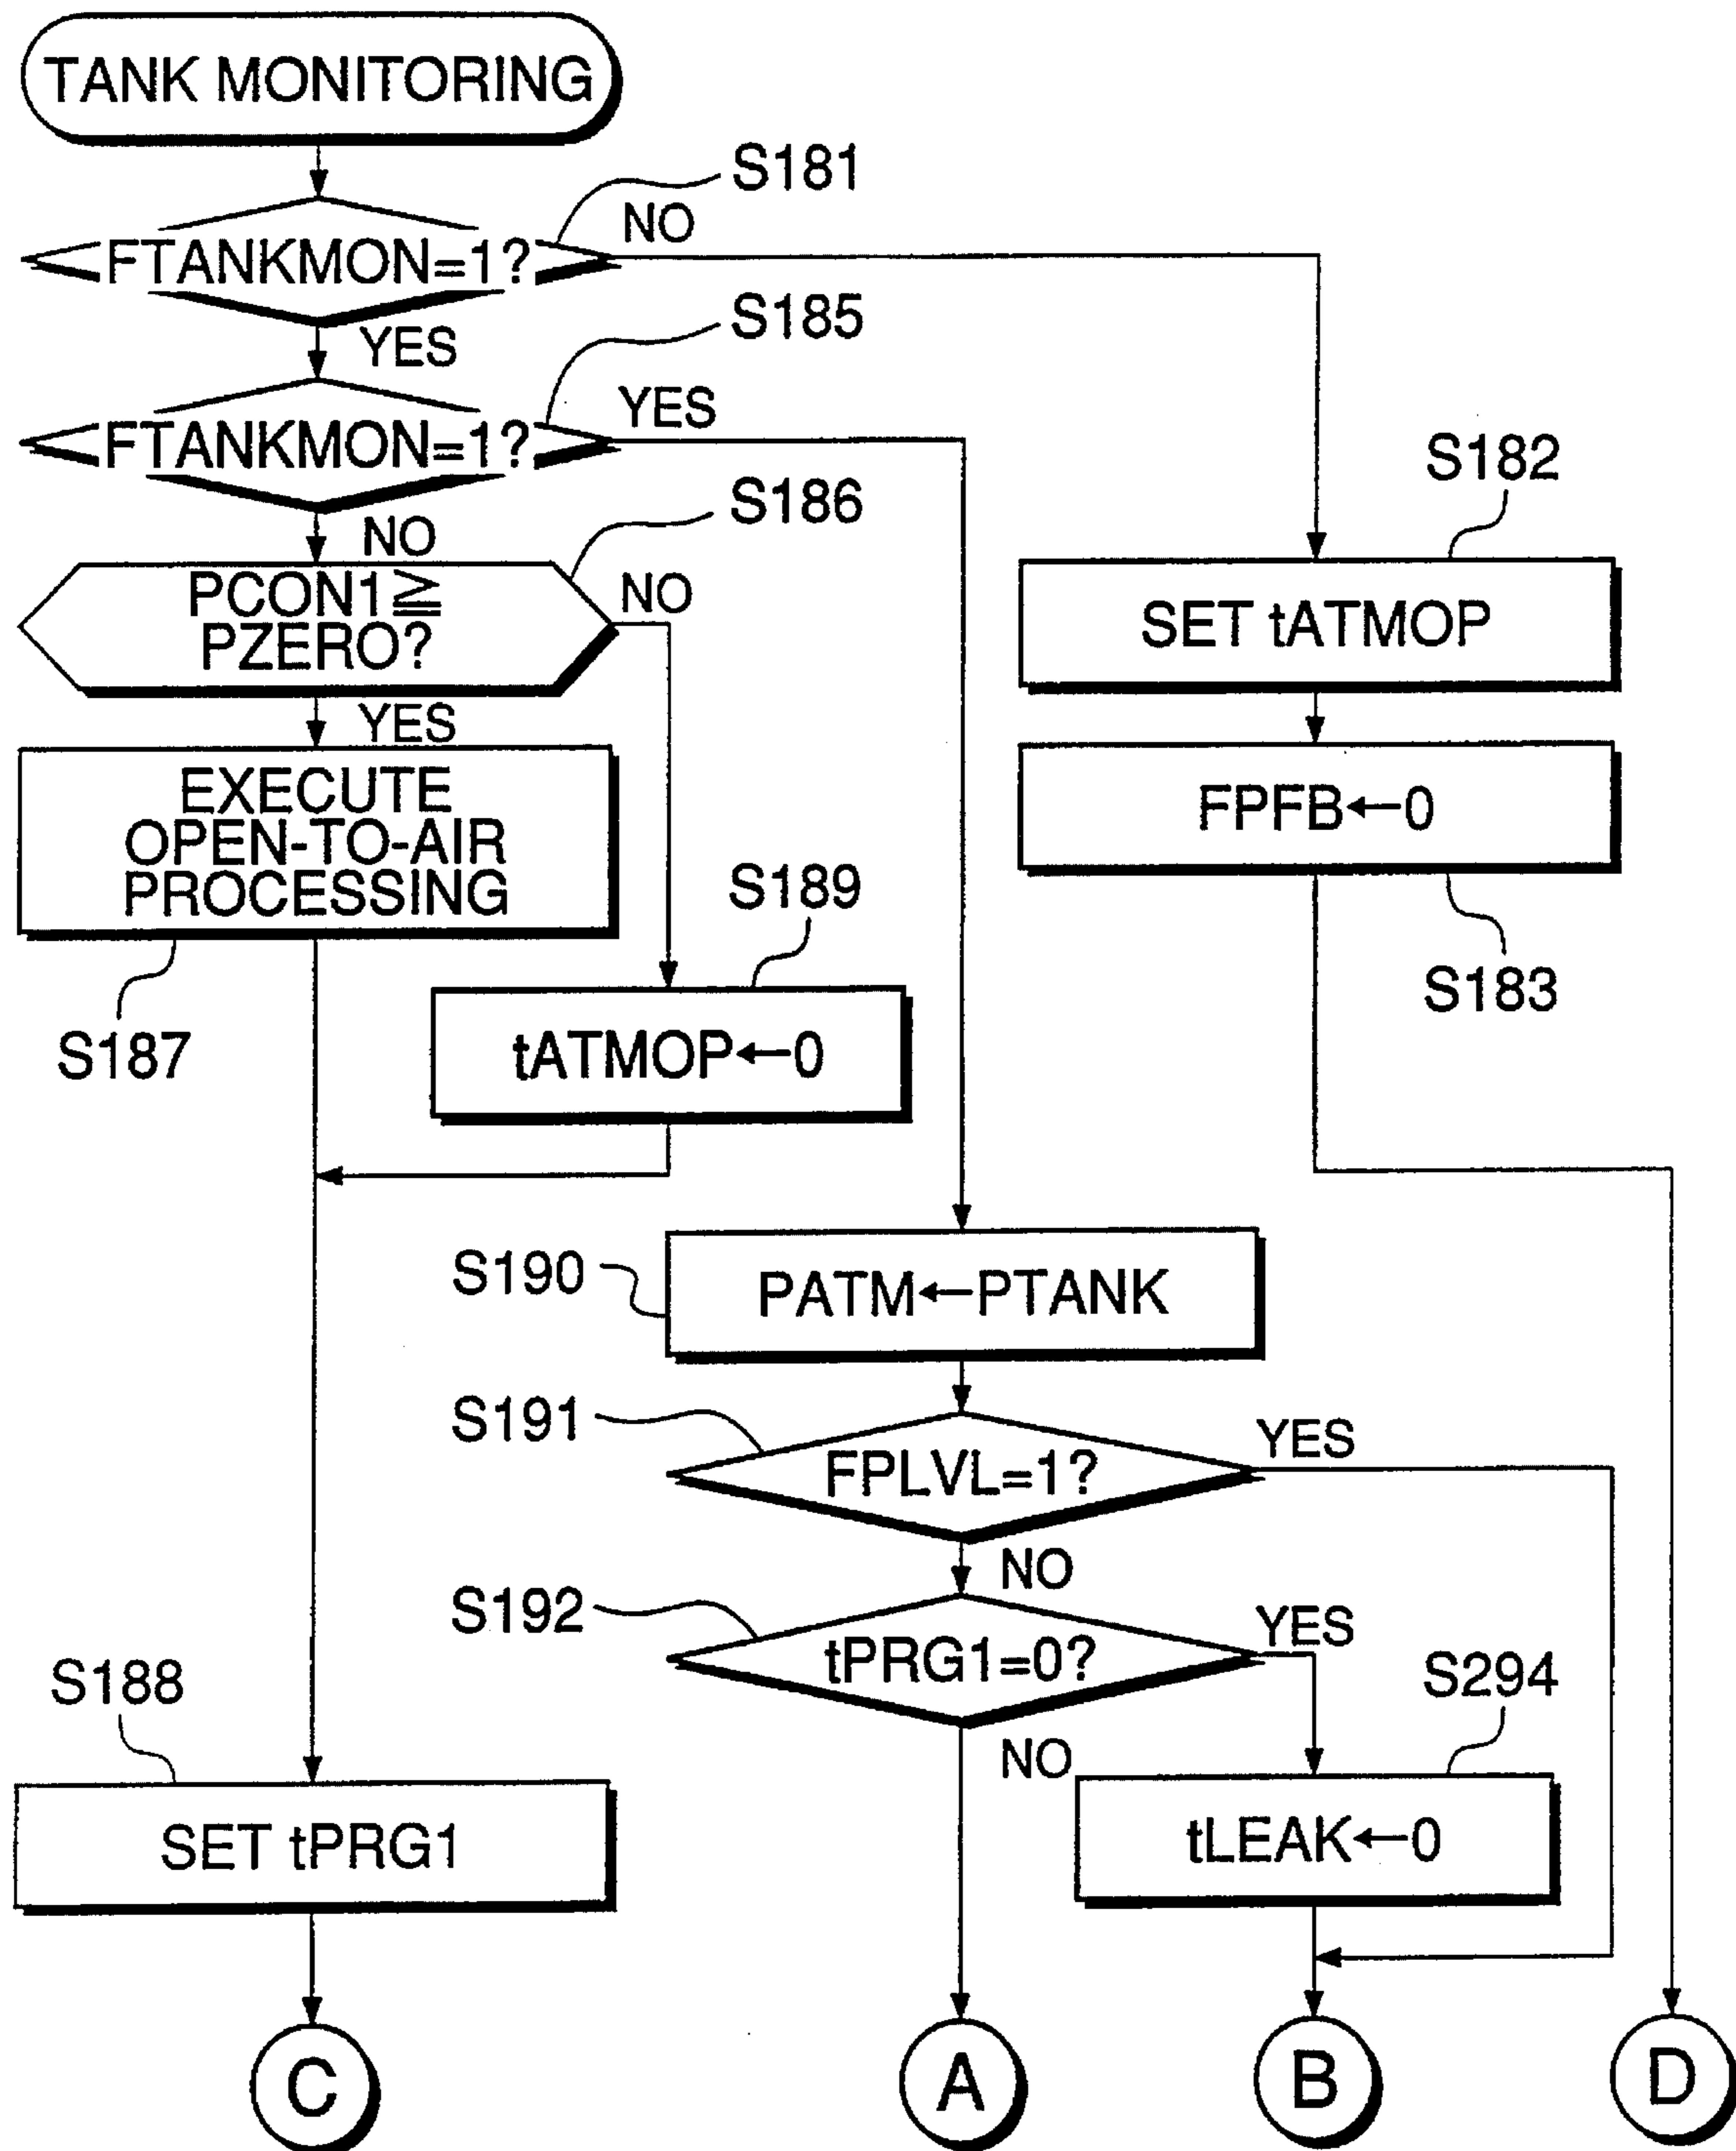 TANK MONITORING
S181
FTANKMON=1?
NO
YES
S185
FTANKMON=1?
YES
NO
S186
PCON1≧
PZERO?
NO
YES
S182
SET tATMOP
FPFB←0
S183
EXECUTE
OPEN-TO-AIR
PROCESSING
S187
S189
tATMOP←0
S190
PATM←PTANK
S191
FPLVL=1?
YES
NO
S192
tPRG1=0?
YES
NO
S294
tLEAK←0
S188
SET tPRG1
C
A
B
D